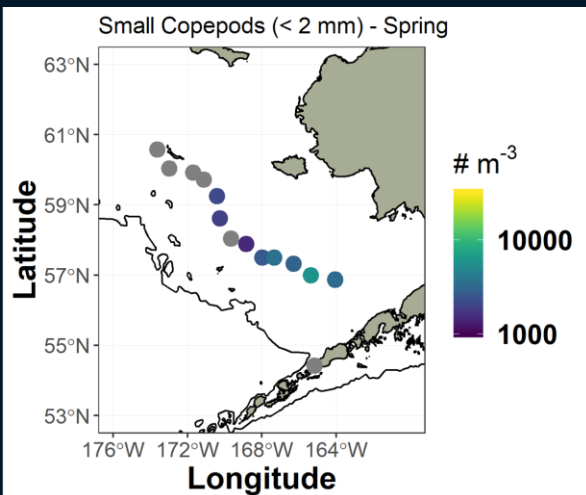 Small Copepods (< 2 mm) - Spring
63°N
61°N
59°N
57°N
55°N
53°N
Latitude
176°W 172°W 168°W 164°W
Longitude
# m⁻³
10000
1000